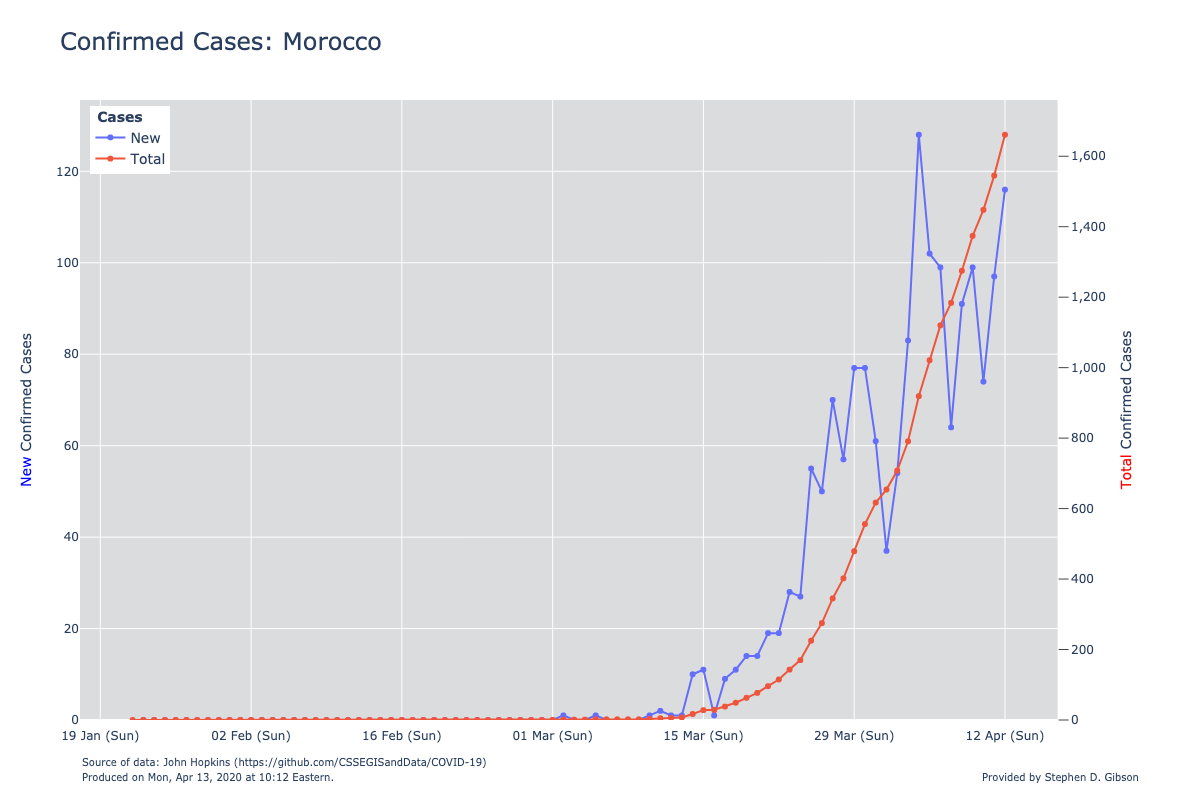 Confirmed Cases: Morocco
Cases
New
Total
120
100
80
60
40
20
0
New Confirmed Cases
1,600
1,400
1,200
1,000
800
600
400
200
0
Total Confirmed Cases
19 Jan (Sun)
02 Feb (Sun)
16 Feb (Sun)
01 Mar (Sun)
15 Mar (Sun)
29 Mar (Sun)
12 Apr (Sun)
Source of data: John Hopkins (https://github.com/CSSEGISandData/COVID-19)
Produced on Mon, Apr 13, 2020 at 10:12 Eastern.
Provided by Stephen D. Gibson